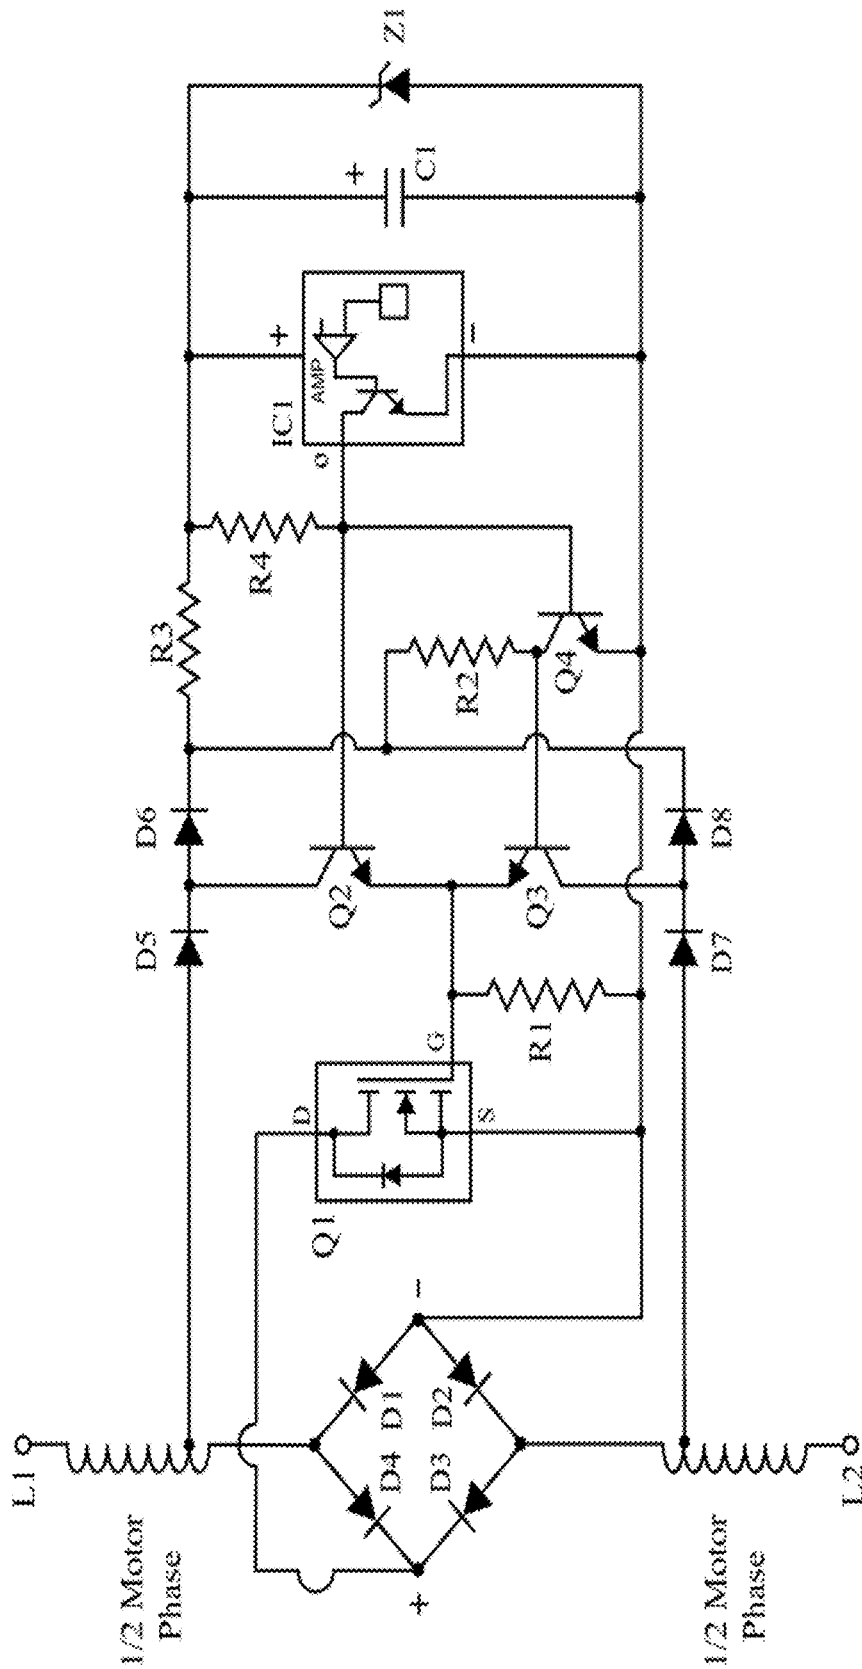 L1
1/2 Motor
Phase
L2
1/2 Motor
Phase
+
−
D4
D1
D3
D2
Q1
D
S
G
R1
D5
D6
D7
D8
Q2
Q3
R3
R4
R2
Q4
IC1
o
+
−
AMP
+
C1
Z1